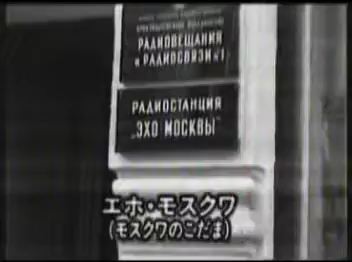 РАДИОВЕЩАНИЯ
И РАДИОСВЯЗИ №1
РАДИОСТАНЦИЯ
„ЭХО МОСКВЫ"
エホ・モスクワ
(モスクワのこだま)